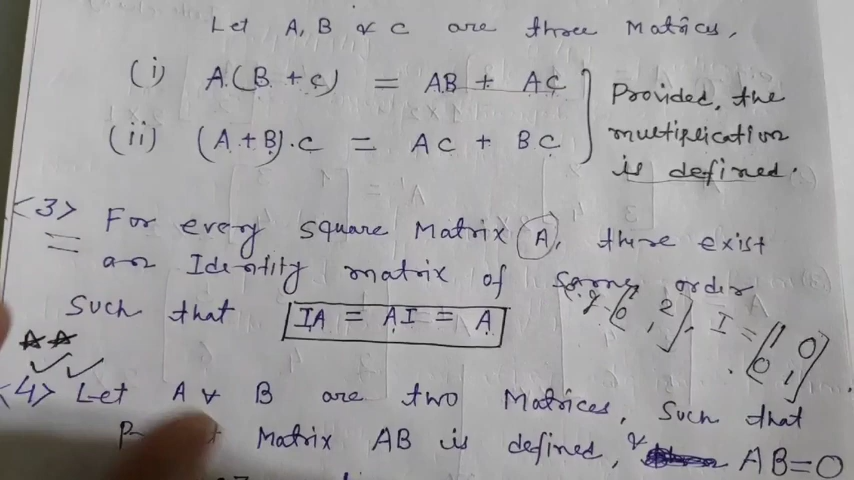 Let A, B & C are three Matrices,
(i) A.(B + C) = AB + AC
(ii) (A + B).C = AC + BC
Provided, the
multiplication
is defined.
<3> For every square Matrix A, there exist
an Identity matrix of same order
Such that IA = AI = A
I = [1 0
0 1].
<4> Let A & B are two Matrices, Such that
Matrix AB is defined, & AB=0